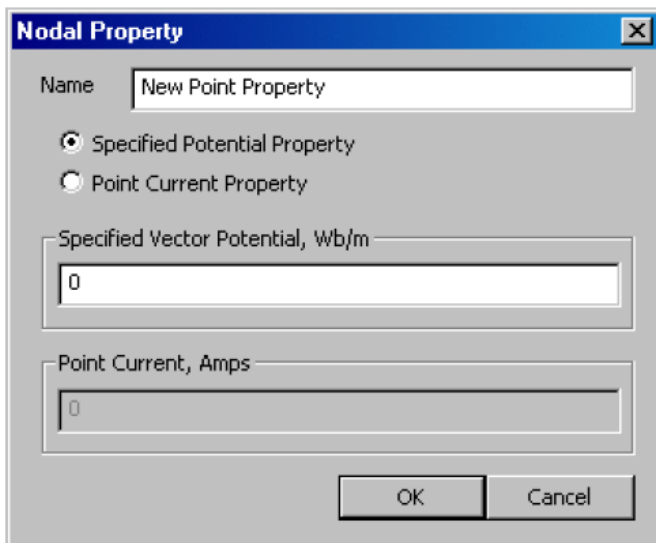 Nodal Property
Name New Point Property
Specified Potential Property
Point Current Property
Specified Vector Potential, Wb/m
0
Point Current, Amps
0
OK Cancel